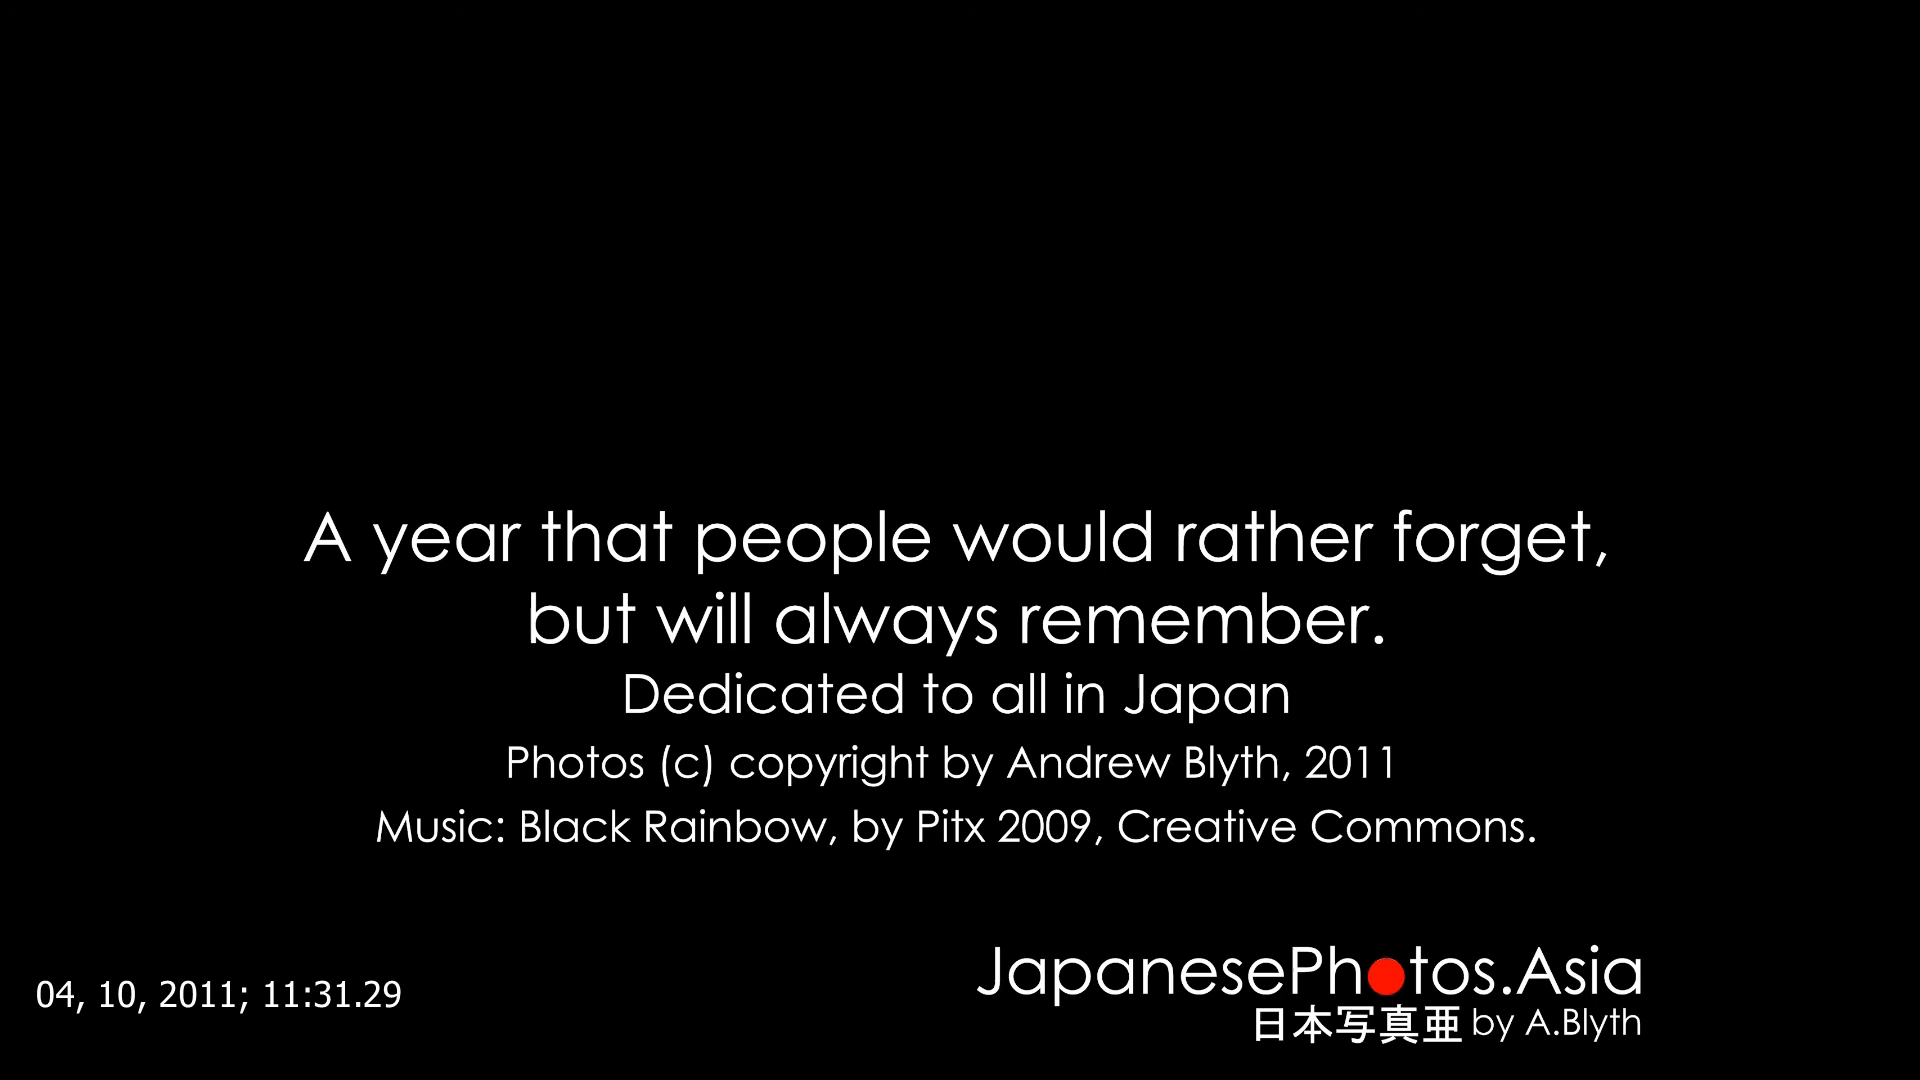 A year that people would rather forget,
but will always remember.
Dedicated to all in Japan
Photos (c) copyright by Andrew Blyth, 2011
Music: Black Rainbow, by Pitx 2009, Creative Commons.
JapanesePhotos.Asia
04, 10, 2011; 11:31.29
日本写真亜 by A.Blyth